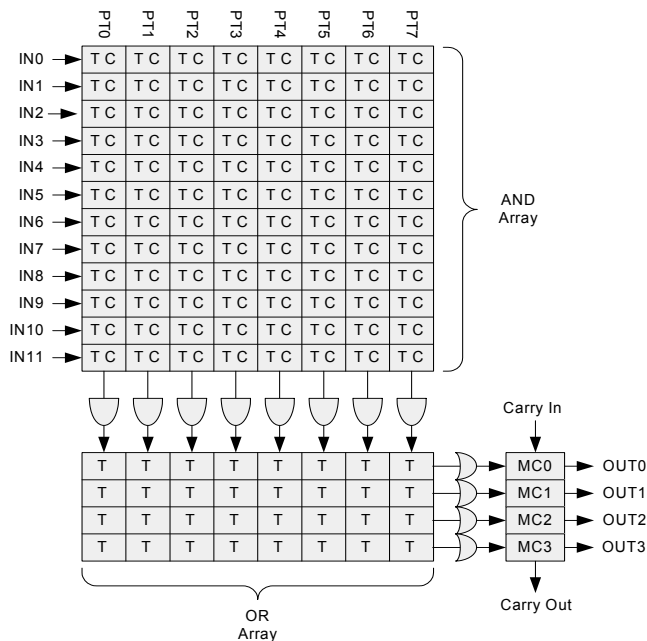 PT0 PT1 PT2 PT3 PT4 PT5 PT6 PT7
IN0 T C T C T C T C T C T C T C T C
IN1 T C T C T C T C T C T C T C T C
IN2 T C T C T C T C T C T C T C T C
IN3 T C T C T C T C T C T C T C T C
IN4 T C T C T C T C T C T C T C T C
IN5 T C T C T C T C T C T C T C T C
IN6 T C T C T C T C T C T C T C T C
IN7 T C T C T C T C T C T C T C T C
IN8 T C T C T C T C T C T C T C T C
IN9 T C T C T C T C T C T C T C T C
IN10 T C T C T C T C T C T C T C T C
IN11 T C T C T C T C T C T C T C T C
AND
Array
Carry In
T T T T T T T T MC0 OUT0
T T T T T T T T MC1 OUT1
T T T T T T T T MC2 OUT2
T T T T T T T T MC3 OUT3
Carry Out
OR
Array